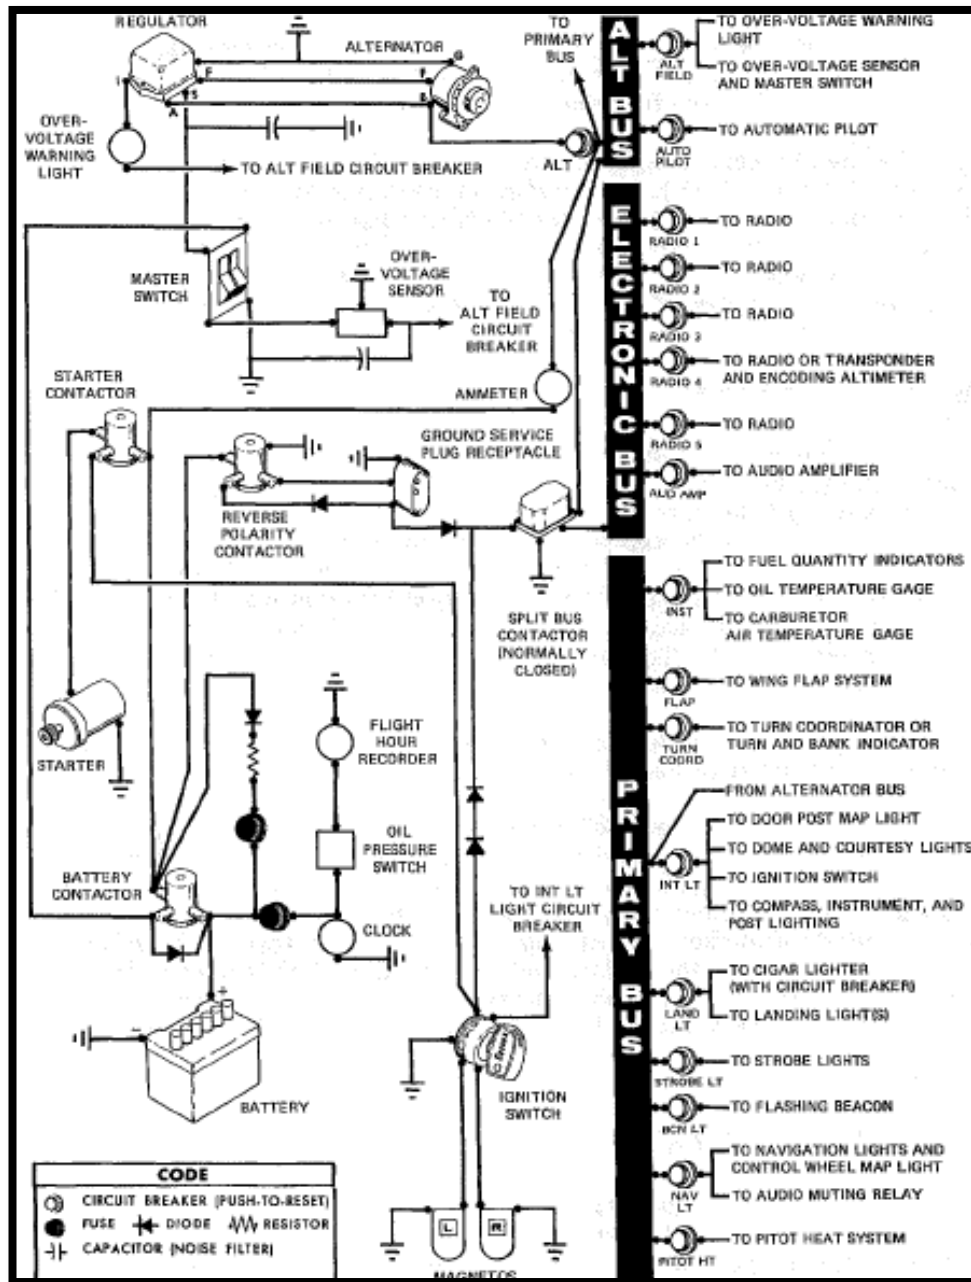 REGULATOR
ALTERNATOR
G
I
F
S
A
F
B
OVER-
VOLTAGE
WARNING
LIGHT
TO ALT FIELD CIRCUIT BREAKER
TO
PRIMARY
BUS
ALT
ALT BUS
ALT
FIELD
TO OVER-VOLTAGE WARNING
LIGHT
TO OVER-VOLTAGE SENSOR
AND MASTER SWITCH
AUTO
PILOT
TO AUTOMATIC PILOT
MASTER
SWITCH
OVER-
VOLTAGE
SENSOR
TO
ALT FIELD
CIRCUIT
BREAKER
AMMETER
ELECTRONIC BUS
RADIO 1
TO RADIO
RADIO 2
TO RADIO
RADIO 3
TO RADIO
RADIO 4
TO RADIO OR TRANSPONDER
AND ENCODING ALTIMETER
RADIO 5
TO RADIO
AUD AMP
TO AUDIO AMPLIFIER
STARTER
CONTACTOR
GROUND SERVICE
PLUG RECEPTACLE
REVERSE
POLARITY
CONTACTOR
SPLIT BUS
CONTACTOR
(NORMALLY
CLOSED)
PRIMARY BUS
INST
TO FUEL QUANTITY INDICATORS
TO OIL TEMPERATURE GAGE
TO CARBURETOR
AIR TEMPERATURE GAGE
FLAP
TO WING FLAP SYSTEM
TURN
COORD
TO TURN COORDINATOR OR
TURN AND BANK INDICATOR
FROM ALTERNATOR BUS
INT LT
TO DOOR POST MAP LIGHT
TO DOME AND COURTESY LIGHTS
TO IGNITION SWITCH
TO COMPASS, INSTRUMENT, AND
POST LIGHTING
LAND
LT
TO CIGAR LIGHTER
(WITH CIRCUIT BREAKER)
TO LANDING LIGHT(S)
STROBE LT
TO STROBE LIGHTS
BCN LT
TO FLASHING BEACON
NAV
LT
TO NAVIGATION LIGHTS AND
CONTROL WHEEL MAP LIGHT
TO AUDIO MUTING RELAY
PITOT HT
TO PITOT HEAT SYSTEM
STARTER
FLIGHT
HOUR
RECORDER
OIL
PRESSURE
SWITCH
BATTERY
CONTACTOR
CLOCK
TO INT LT
LIGHT CIRCUIT
BREAKER
- +
BATTERY
IGNITION
SWITCH
L
R
MAGNETOS
CODE
CIRCUIT BREAKER (PUSH-TO-RESET)
FUSE DIODE RESISTOR
CAPACITOR (NOISE FILTER)